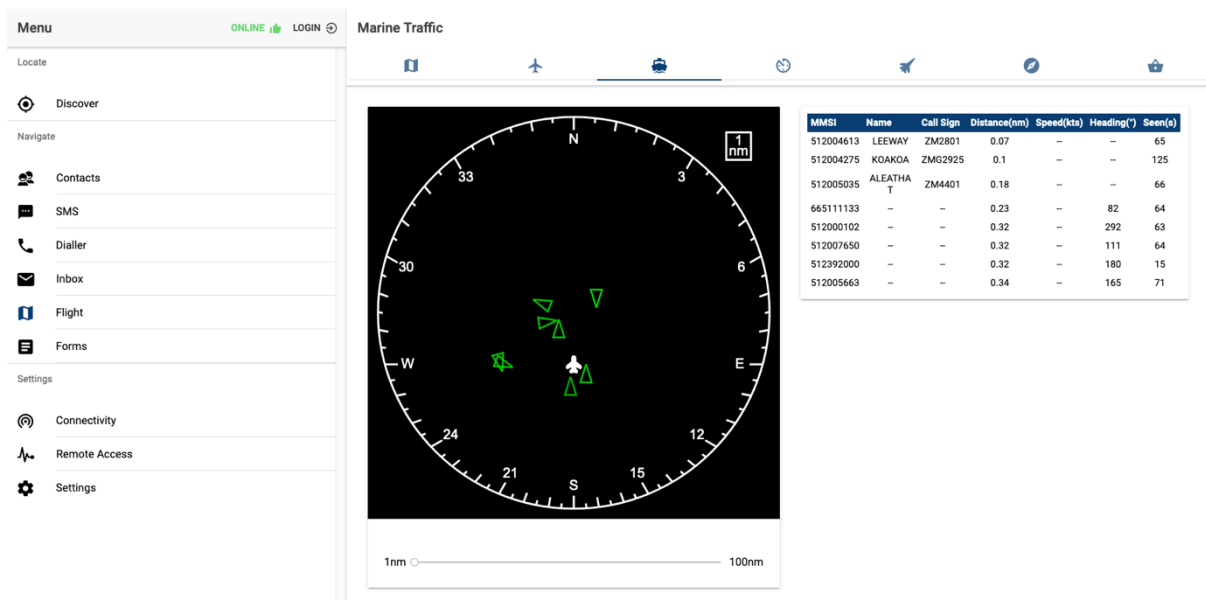 Menu
ONLINE LOGIN
Locate
Discover
Navigate
Contacts
SMS
Dialler
Inbox
Flight
Forms
Settings
Connectivity
Remote Access
Settings
Marine Traffic
N
1
nm
33
3
30
6
W
E
24
12
21
15
S
1nm 100nm
MMSI Name Call Sign Distance(nm) Speed(kts) Heading(°) Seen(s)
512004613 LEEWAY ZM2801 0.07 -- -- 65
512004275 KOAKOA ZMG2925 0.1 -- -- 125
512005035 ALEATHA T ZM4401 0.18 -- -- 66
665111133 -- -- 0.23 -- 82 64
512000102 -- -- 0.32 -- 292 63
512007650 -- -- 0.32 -- 111 64
512392000 -- -- 0.32 -- 180 15
512005663 -- -- 0.34 -- 165 71